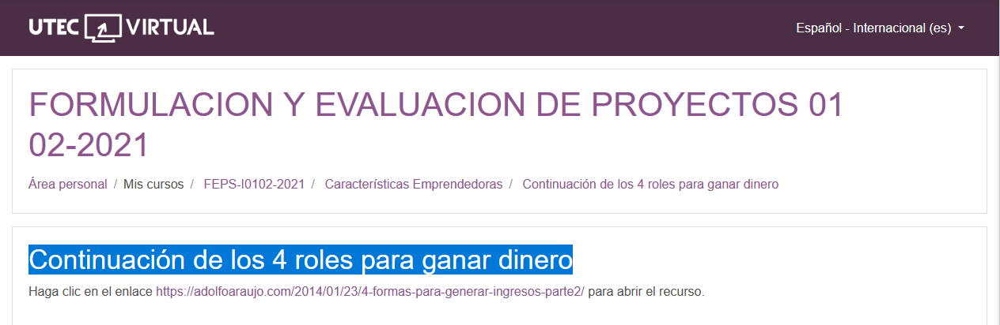 UTEC VIRTUAL
Español - Internacional (es)
FORMULACION Y EVALUACION DE PROYECTOS 01
02-2021
Área personal / Mis cursos / FEPS-I0102-2021 / Características Emprendedoras / Continuación de los 4 roles para ganar dinero
Continuación de los 4 roles para ganar dinero
Haga clic en el enlace https://adolfoaraujo.com/2014/01/23/4-formas-para-generar-ingresos-parte2/ para abrir el recurso.